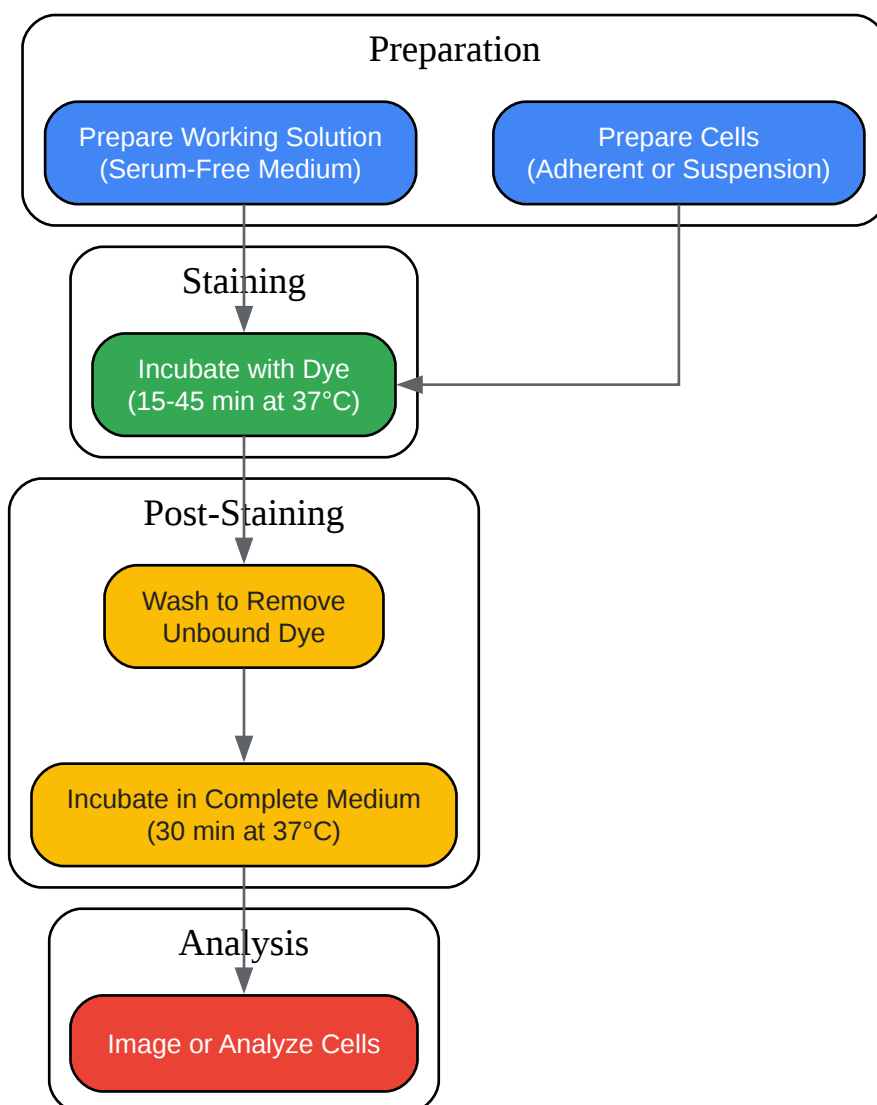 Preparation
Prepare Working Solution
(Serum-Free Medium)
Prepare Cells
(Adherent or Suspension)
Staining
Incubate with Dye
(15-45 min at 37°C)
Post-Staining
Wash to Remove
Unbound Dye
Incubate in Complete Medium
(30 min at 37°C)
Analysis
Image or Analyze Cells